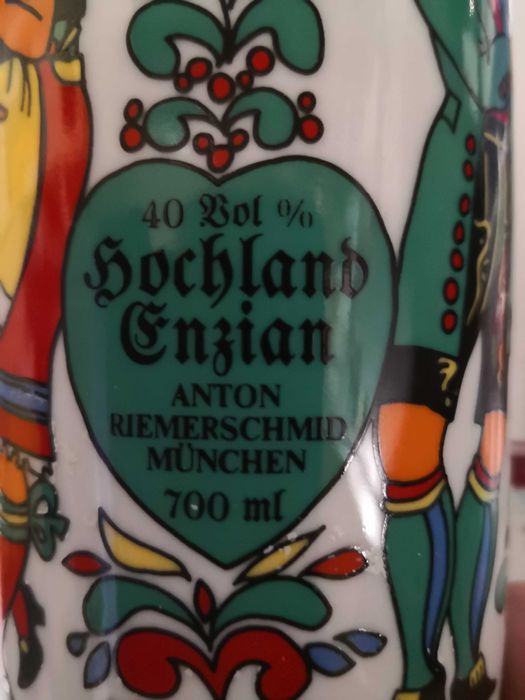 40 Vol %
Hochland
Enzian
ANTON
RIEMERSCHMID
MÜNCHEN
700 ml